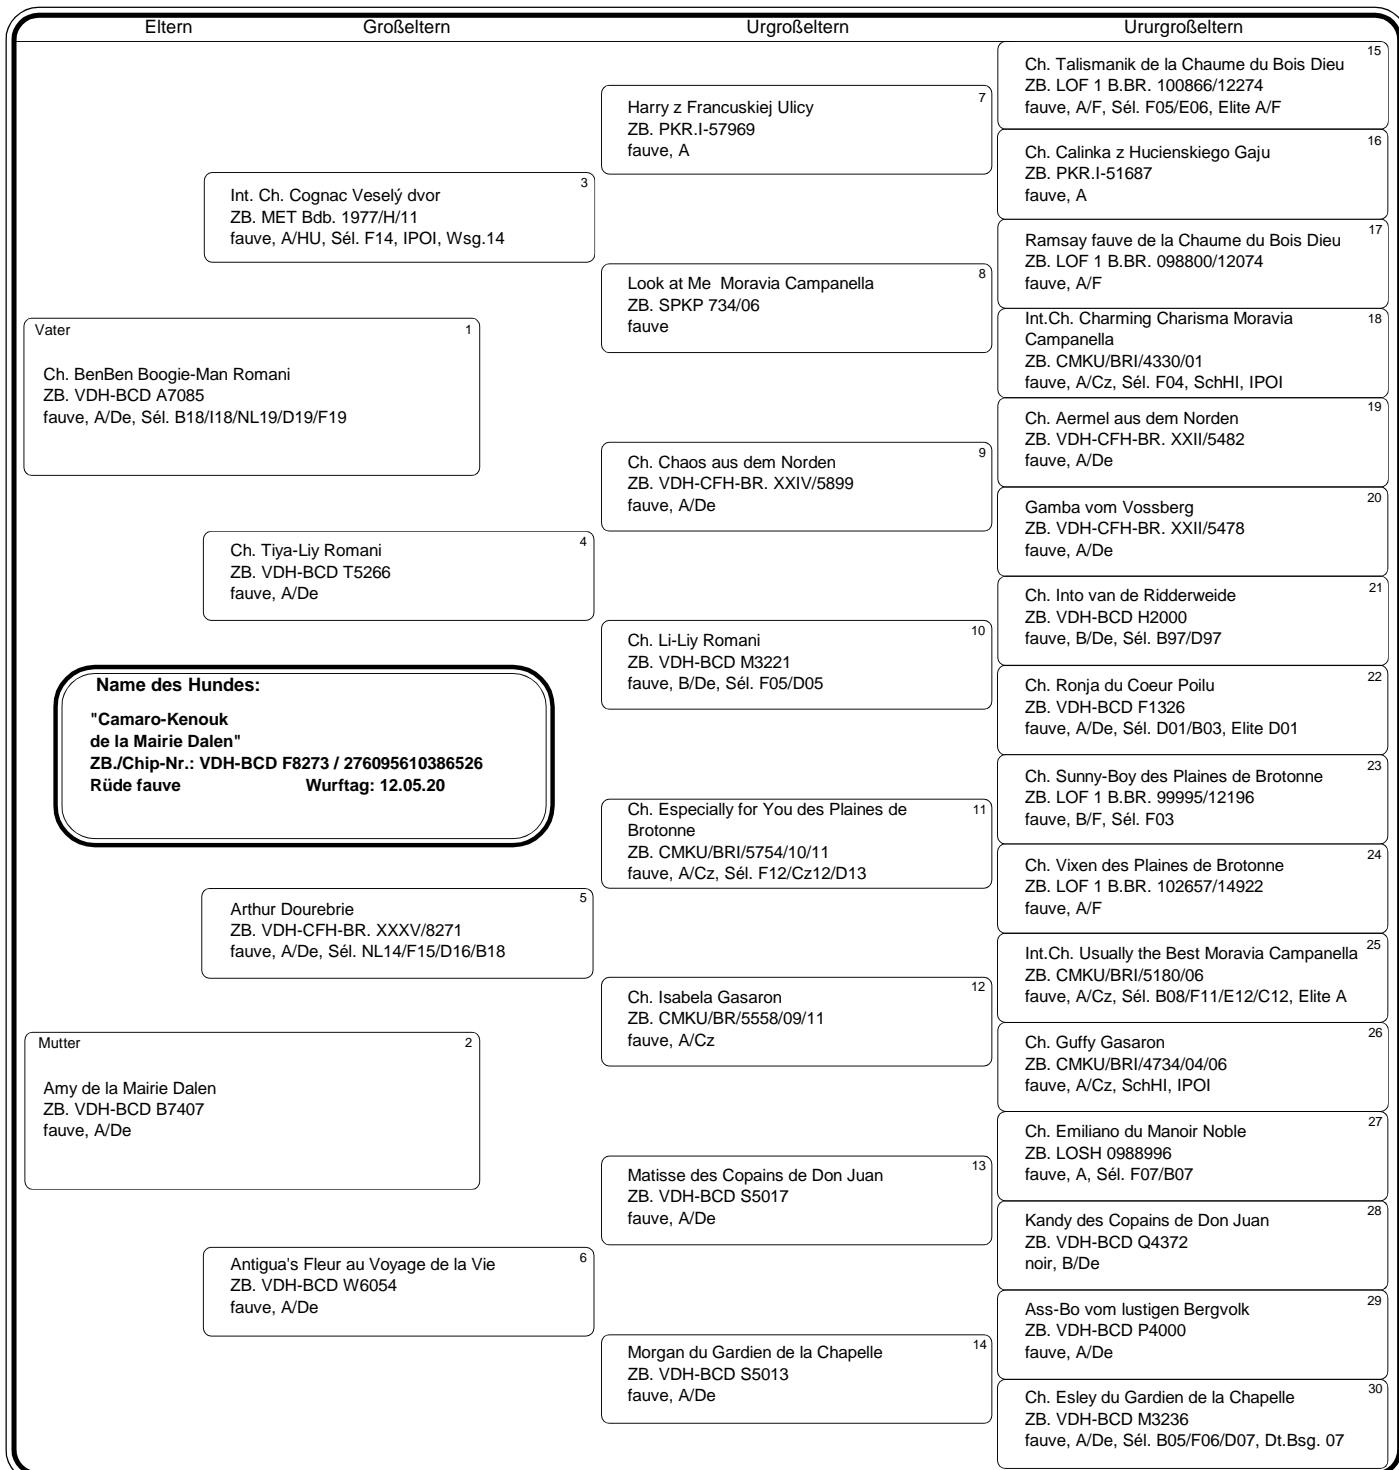 Eltern
Großeltern
Urgroßeltern
Ururgroßeltern
Vater 1
Ch. BenBen Boogie-Man Romani
ZB. VDH-BCD A7085
fauve, A/De, Sél. B18/I18/NL19/D19/F19
Name des Hundes:
"Camaro-Kenouk
de la Mairie Dalen"
ZB./Chip-Nr.: VDH-BCD F8273 / 276095610386526
Rüde fauve Wurftag: 12.05.20
Mutter 2
Amy de la Mairie Dalen
ZB. VDH-BCD B7407
fauve, A/De
3
Int. Ch. Cognac Veselý dvor
ZB. MET Bdb. 1977/H/11
fauve, A/HU, Sél. F14, IPOI, Wsg.14
4
Ch. Tiya-Liy Romani
ZB. VDH-BCD T5266
fauve, A/De
5
Arthur Dourebrie
ZB. VDH-CFH-BR. XXXV/8271
fauve, A/De, Sél. NL14/F15/D16/B18
6
Antigua's Fleur au Voyage de la Vie
ZB. VDH-BCD W6054
fauve, A/De
7
Harry z Francuskiej Ulicy
ZB. PKR.I-57969
fauve, A
8
Look at Me Moravia Campanella
ZB. SPKP 734/06
fauve
9
Ch. Chaos aus dem Norden
ZB. VDH-CFH-BR. XXIV/5899
fauve, A/De
10
Ch. Li-Liy Romani
ZB. VDH-BCD M3221
fauve, B/De, Sél. F05/D05
11
Ch. Especially for You des Plaines de
Brotonne
ZB. CMKU/BRI/5754/10/11
fauve, A/Cz, Sél. F12/Cz12/D13
12
Ch. Isabela Gasaron
ZB. CMKU/BR/5558/09/11
fauve, A/Cz
13
Matisse des Copains de Don Juan
ZB. VDH-BCD S5017
fauve, A/De
14
Morgan du Gardien de la Chapelle
ZB. VDH-BCD S5013
fauve, A/De
15
Ch. Talismanik de la Chaume du Bois Dieu
ZB. LOF 1 B.BR. 100866/12274
fauve, A/F, Sél. F05/E06, Elite A/F
16
Ch. Calinka z Hucienskiego Gaju
ZB. PKR.I-51687
fauve, A
17
Ramsay fauve de la Chaume du Bois Dieu
ZB. LOF 1 B.BR. 098800/12074
fauve, A/F
18
Int.Ch. Charming Charisma Moravia
Campanella
ZB. CMKU/BRI/4330/01
fauve, A/Cz, Sél. F04, SchHI, IPOI
19
Ch. Aermel aus dem Norden
ZB. VDH-CFH-BR. XXII/5482
fauve, A/De
20
Gamba vom Vossberg
ZB. VDH-CFH-BR. XXII/5478
fauve, A/De
21
Ch. Into van de Ridderweide
ZB. VDH-BCD H2000
fauve, B/De, Sél. B97/D97
22
Ch. Ronja du Coeur Poilu
ZB. VDH-BCD F1326
fauve, A/De, Sél. D01/B03, Elite D01
23
Ch. Sunny-Boy des Plaines de Brotonne
ZB. LOF 1 B.BR. 99995/12196
fauve, B/F, Sél. F03
24
Ch. Vixen des Plaines de Brotonne
ZB. LOF 1 B.BR. 102657/14922
fauve, A/F
25
Int.Ch. Usually the Best Moravia Campanella
ZB. CMKU/BRI/5180/06
fauve, A/Cz, Sél. B08/F11/E12/C12, Elite A
26
Ch. Guffy Gasaron
ZB. CMKU/BRI/4734/04/06
fauve, A/Cz, SchHI, IPOI
27
Ch. Emiliano du Manoir Noble
ZB. LOSH 0988996
fauve, A, Sél. F07/B07
28
Kandy des Copains de Don Juan
ZB. VDH-BCD Q4372
noir, B/De
29
Ass-Bo vom lustigen Bergvolk
ZB. VDH-BCD P4000
fauve, A/De
30
Ch. Esley du Gardien de la Chapelle
ZB. VDH-BCD M3236
fauve, A/De, Sél. B05/F06/D07, Dt.Bsg. 07